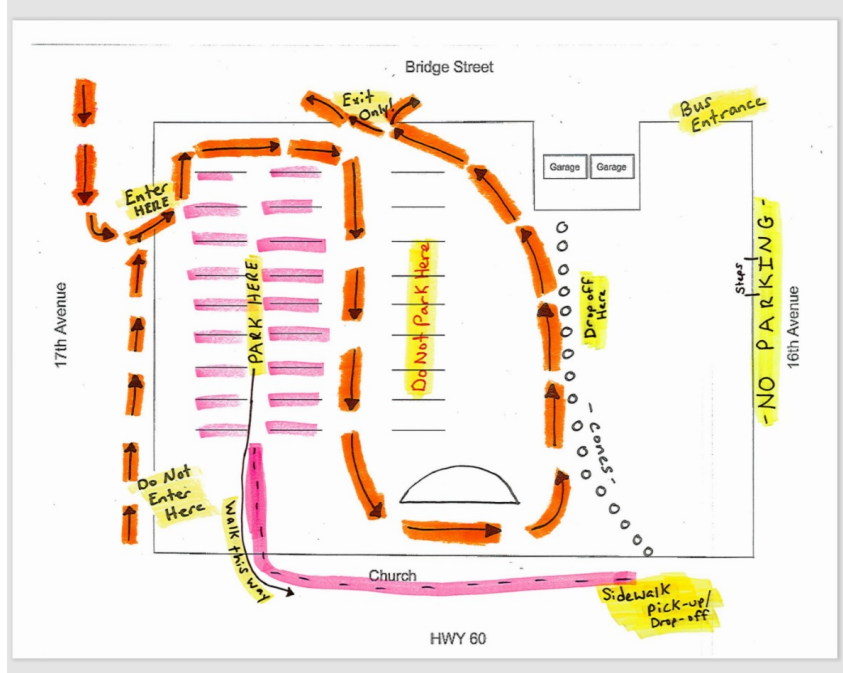 Bridge Street
Exit
Only!
Bus
Entrance
Garage
Garage
Enter
HERE
17th Avenue
PARK HERE
Do Not Park Here
Drop off
Here
Steps
-NO PARKING-
16th Avenue
-cones-
Do Not
Enter
Here
Walk this way
Church
Sidewalk
Pick-up/
Drop-off
HWY 60